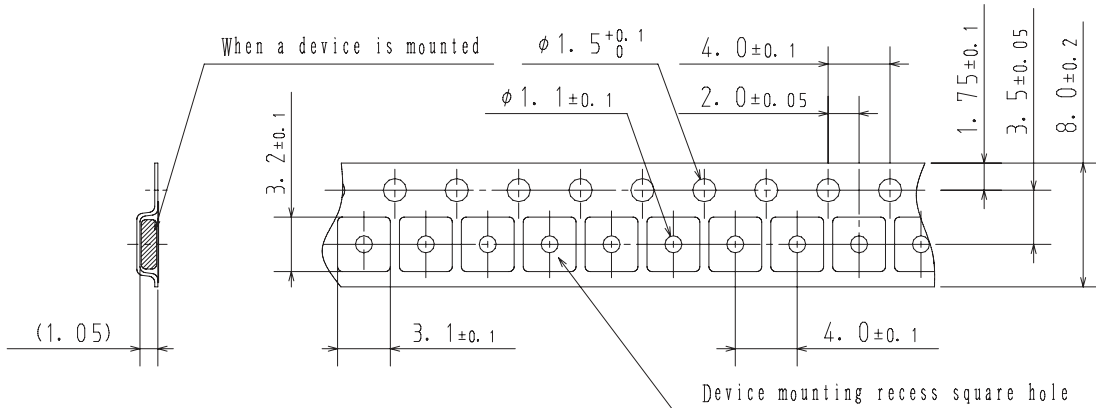 When a device is mounted
φ1.5+0.1 0
4.0±0.1
φ1.1±0.1
2.0±0.05
1.75±0.1
3.5±0.05
8.0±0.2
3.2±0.1
(1.05)
3.1±0.1
4.0±0.1
Device mounting recess square hole